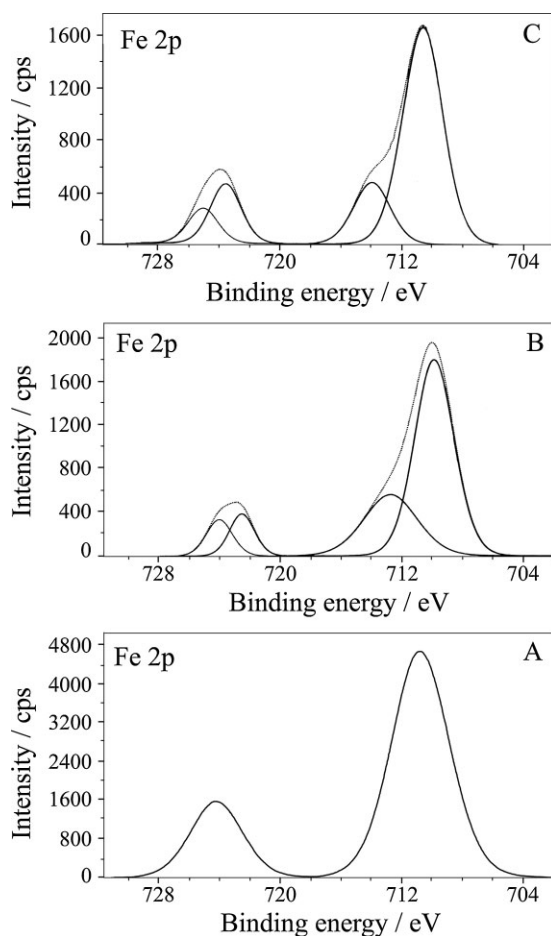 Fe 2p
C
Intensity / cps
1600
1200
800
400
0
728
720
712
704
Binding energy / eV
Fe 2p
B
Intensity / cps
2000
1600
1200
800
400
0
728
720
712
704
Binding energy / eV
Fe 2p
A
Intensity / cps
4800
4000
3200
2400
1600
800
0
728
720
712
704
Binding energy / eV